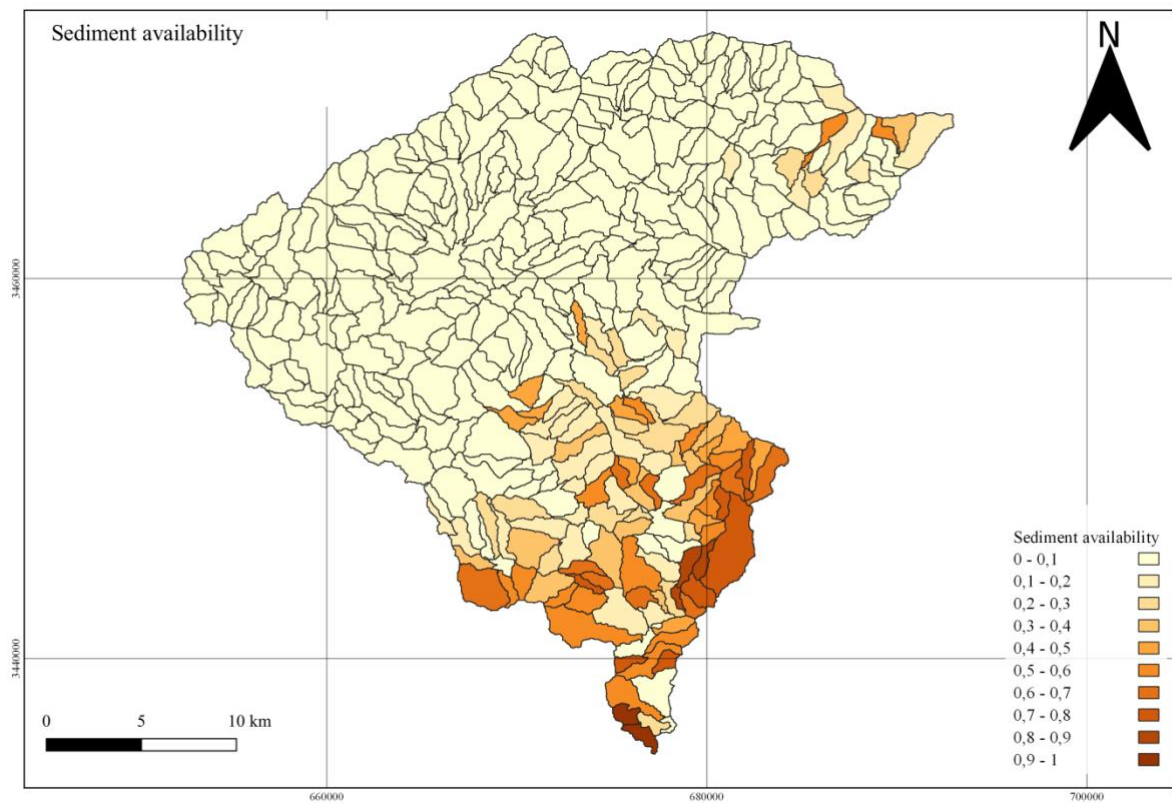 Sediment availability
N
3460000
3440000
Sediment availability
0 - 0,1
0,1 - 0,2
0,2 - 0,3
0,3 - 0,4
0,4 - 0,5
0,5 - 0,6
0,6 - 0,7
0,7 - 0,8
0,8 - 0,9
0,9 - 1
0 5 10 km
660000 680000 700000